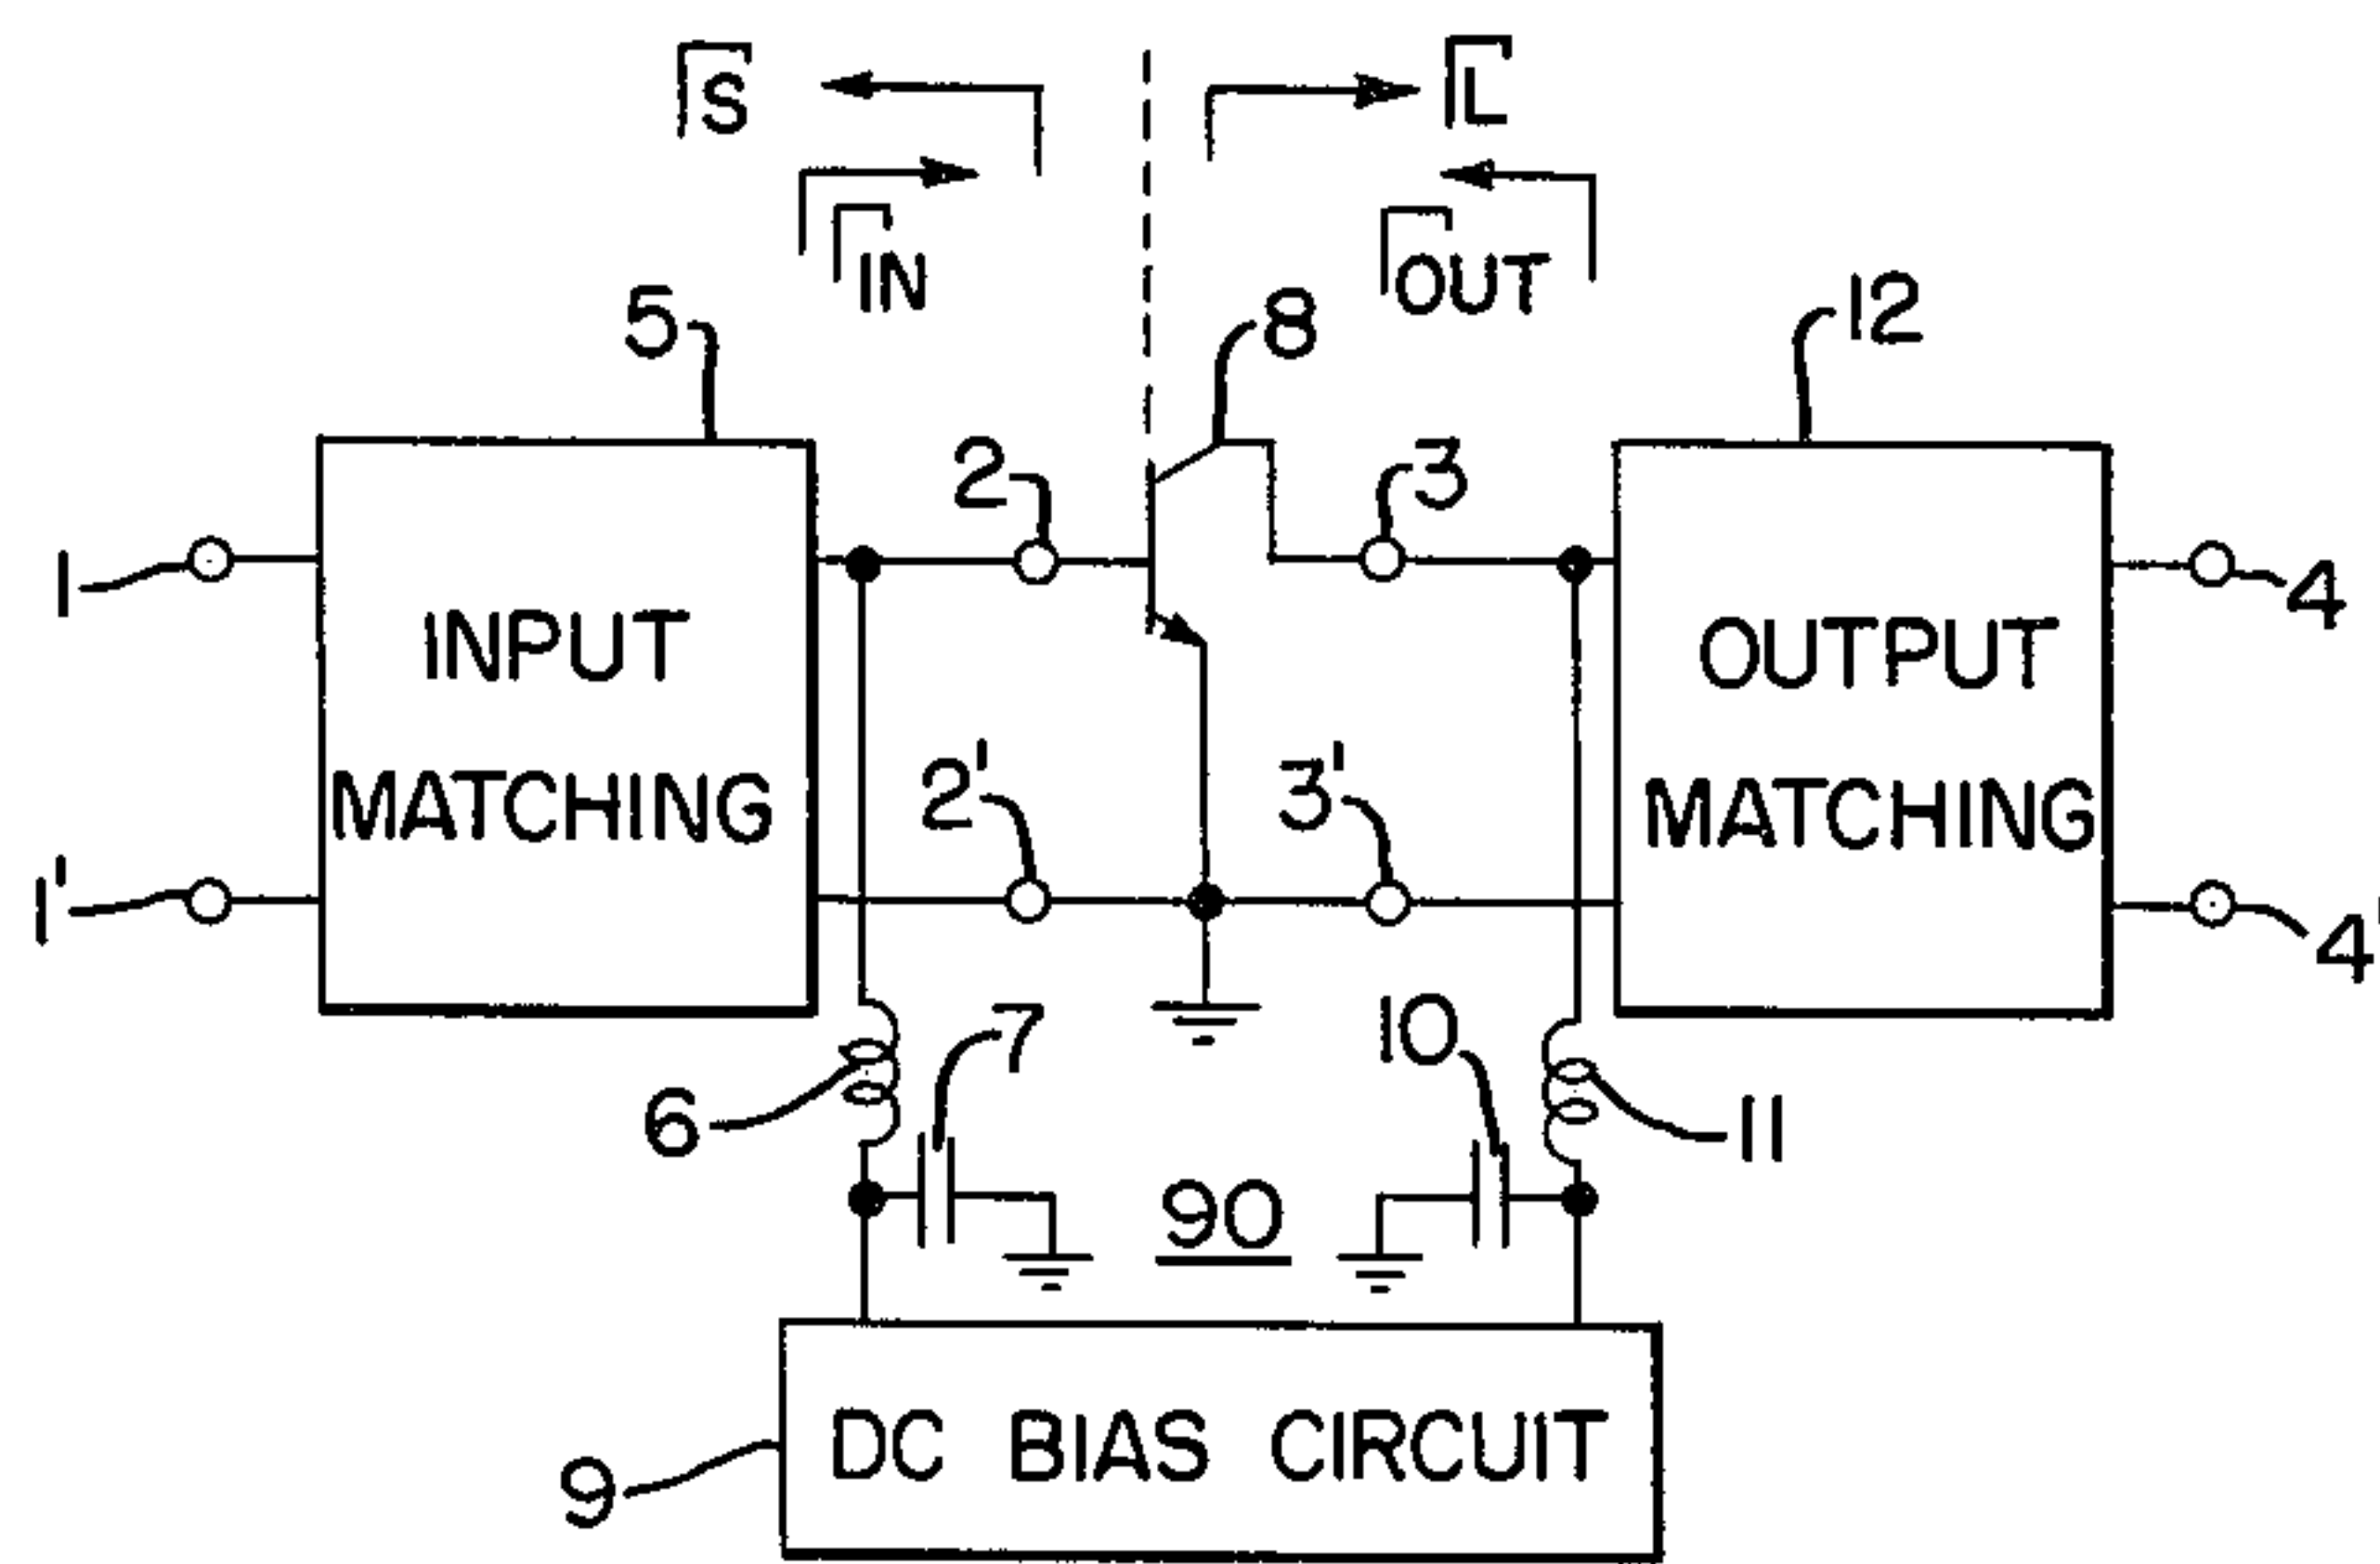 ΓS
ΓL
ΓIN
ΓOUT
5
8
12
2
3
1
4
INPUT
MATCHING
OUTPUT
MATCHING
2'
3'
1'
4'
7
10
6
11
90
DC BIAS CIRCUIT
9